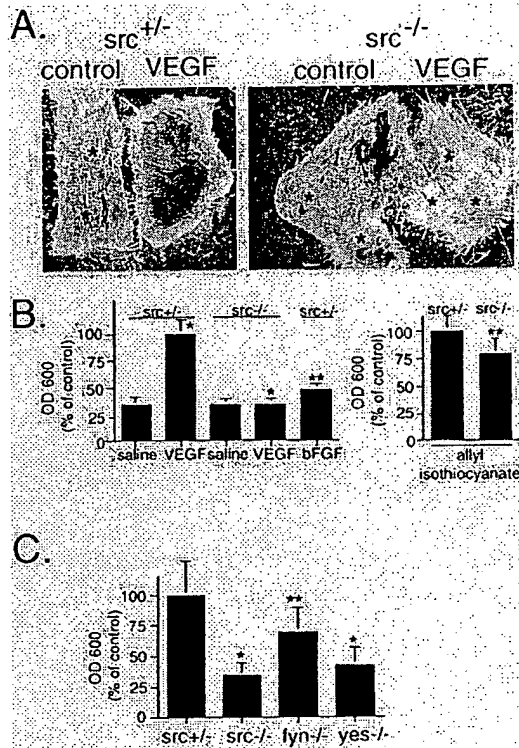 A.
src+/-
src-/-
control VEGF
control VEGF
B.
src+/- src-/- src+/-
OD 600
(% of control)
100
75
50
25
0
saline VEGF saline VEGF bFGF
* * **
src+/- src-/-
OD 600
(% of control)
100
75
50
25
0
**
allyl
isothiocyanate
C.
OD 600
(% of control)
100
75
50
25
0
* ** *
src+/- src-/- fyn-/- yes-/-